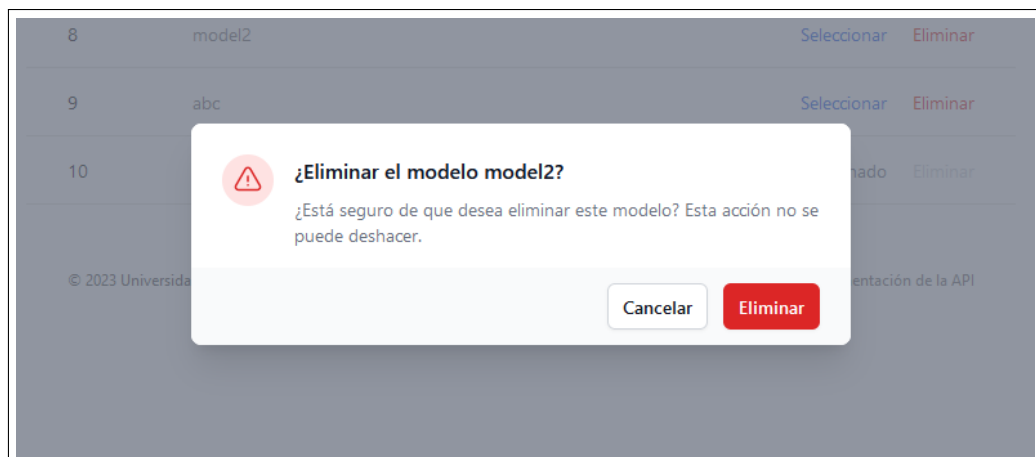 8 model2 Seleccionar Eliminar
9 abc Seleccionar Eliminar
10 nado Eliminar
¿Eliminar el modelo model2?
¿Está seguro de que desea eliminar este modelo? Esta acción no se
puede deshacer.
© 2023 Universida entación de la API
Cancelar Eliminar